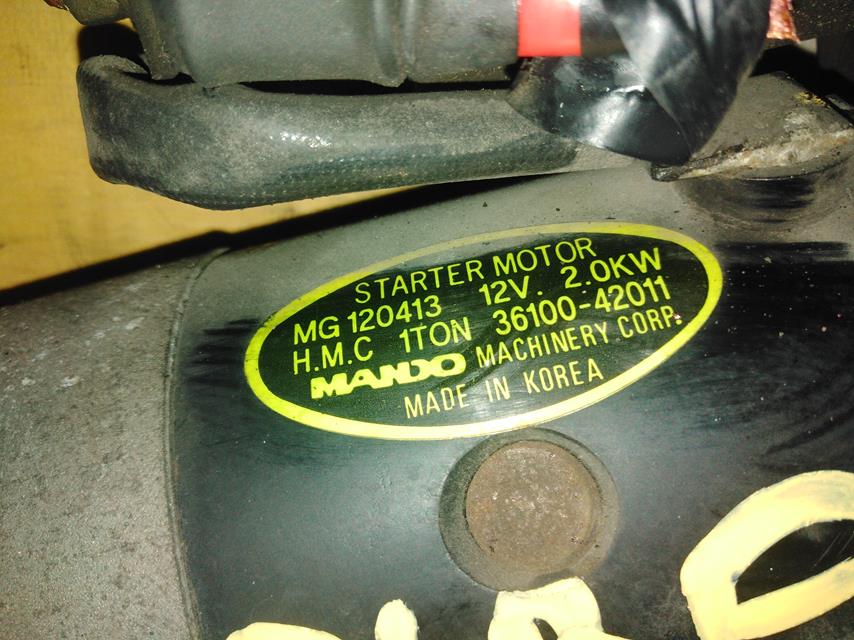 STARTER MOTOR
MG 120413 12V. 2.0KW
H.M.C 1TON 36100-42011
MANDO MACHINERY CORP.
MADE IN KOREA